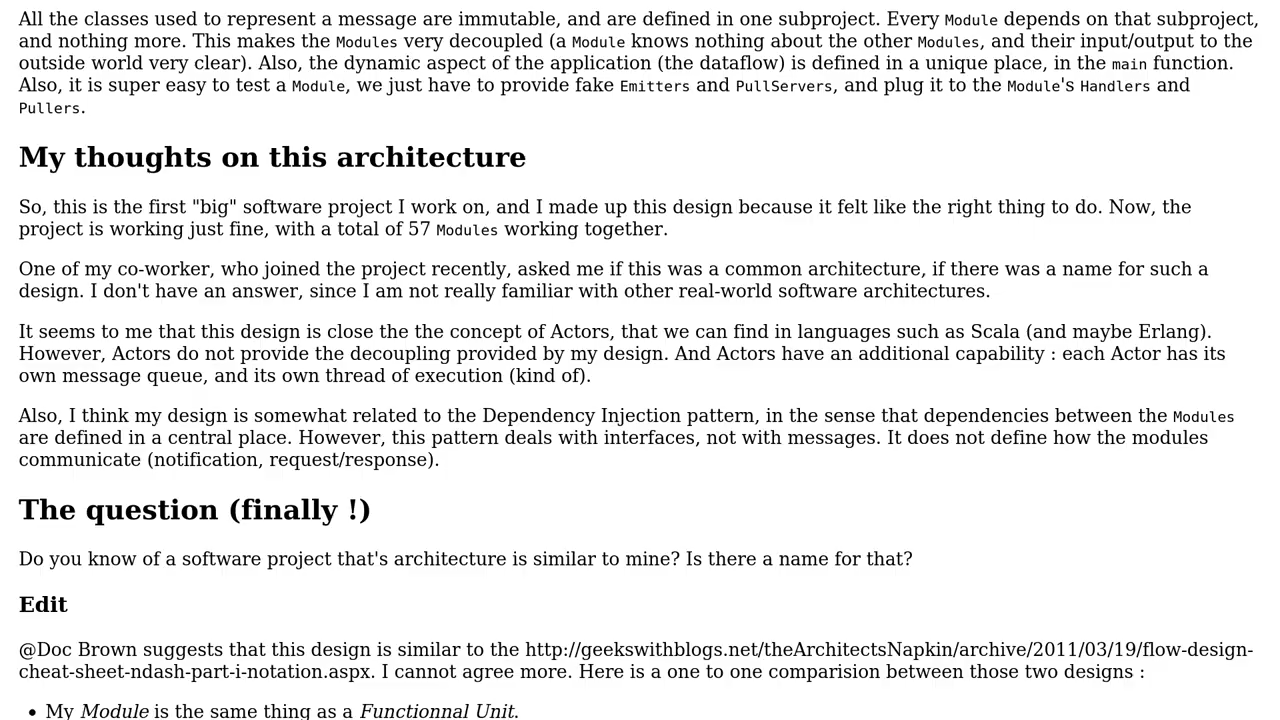 All the classes used to represent a message are immutable, and are defined in one subproject. Every Module depends on that subproject,
and nothing more. This makes the Modules very decoupled (a Module knows nothing about the other Modules, and their input/output to the
outside world very clear). Also, the dynamic aspect of the application (the dataflow) is defined in a unique place, in the main function.
Also, it is super easy to test a Module, we just have to provide fake Emitters and PullServers, and plug it to the Module's Handlers and
Pullers.
My thoughts on this architecture
So, this is the first "big" software project I work on, and I made up this design because it felt like the right thing to do. Now, the
project is working just fine, with a total of 57 Modules working together.
One of my co-worker, who joined the project recently, asked me if this was a common architecture, if there was a name for such a
design. I don't have an answer, since I am not really familiar with other real-world software architectures.
It seems to me that this design is close the the concept of Actors, that we can find in languages such as Scala (and maybe Erlang).
However, Actors do not provide the decoupling provided by my design. And Actors have an additional capability : each Actor has its
own message queue, and its own thread of execution (kind of).
Also, I think my design is somewhat related to the Dependency Injection pattern, in the sense that dependencies between the Modules
are defined in a central place. However, this pattern deals with interfaces, not with messages. It does not define how the modules
communicate (notification, request/response).
The question (finally !)
Do you know of a software project that's architecture is similar to mine? Is there a name for that?
Edit
@Doc Brown suggests that this design is similar to the http://geekswithblogs.net/theArchitectsNapkin/archive/2011/03/19/flow-design-
cheat-sheet-ndash-part-i-notation.aspx. I cannot agree more. Here is a one to one comparision between those two designs :
• My Module is the same thing as a Functionnal Unit.